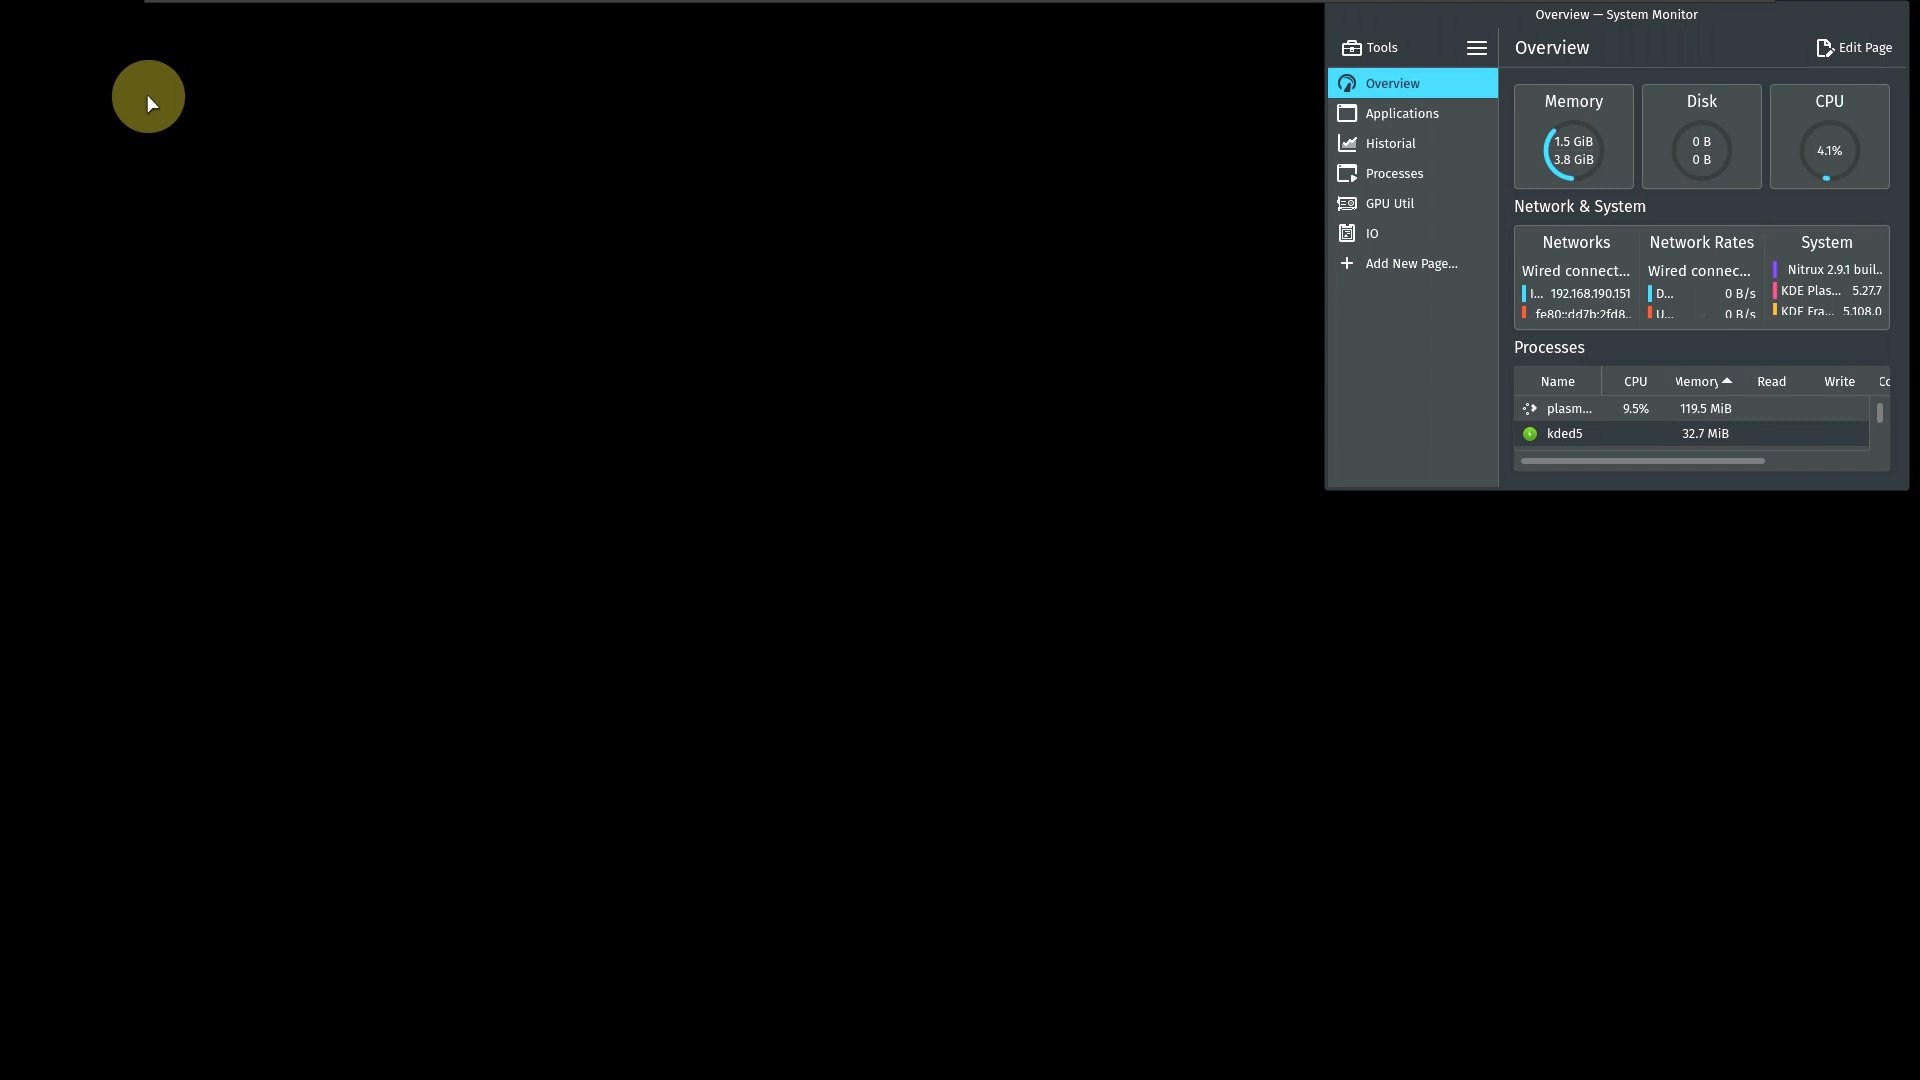 Overview — System Monitor
Tools
Overview
Edit Page
Overview
Applications
Historial
Processes
GPU Util
IO
Add New Page...
Memory
1.5 GiB
3.8 GiB
Disk
0 B
0 B
CPU
4.1%
Network & System
Networks
Wired connect...
I... 192.168.190.151
fe80::dd7b:2fd8..
Network Rates
Wired connec...
D... 0 B/s
U... 0 B/s
System
Nitrux 2.9.1 buil..
KDE Plas... 5.27.7
KDE Fra... 5.108.0
Processes
Name CPU Memory Read Write Co
plasm... 9.5% 119.5 MiB
kded5 32.7 MiB